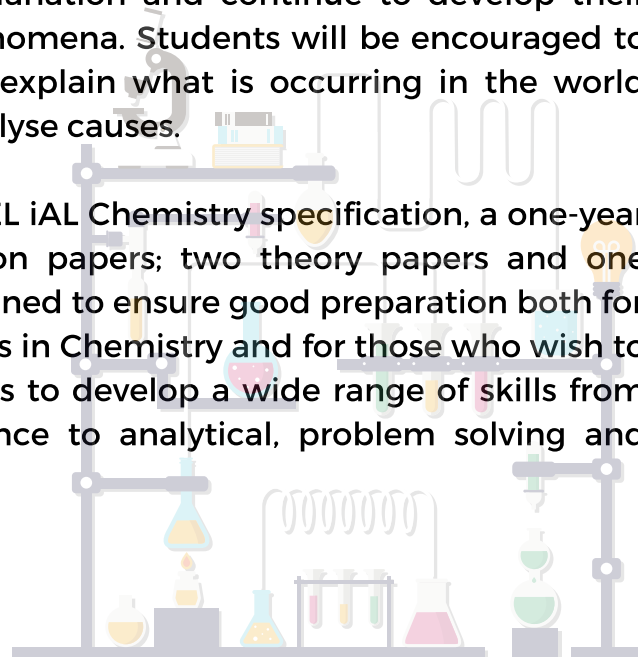 continue to develop their
nomena. Students will be encouraged to
explain what is occurring in the world
lyse causes.
EL iAL Chemistry specification, a one-year
on papers; two theory papers and one
ned to ensure good preparation both for
s in Chemistry and for those who wish to
s to develop a wide range of skills from
nce to analytical, problem solving and